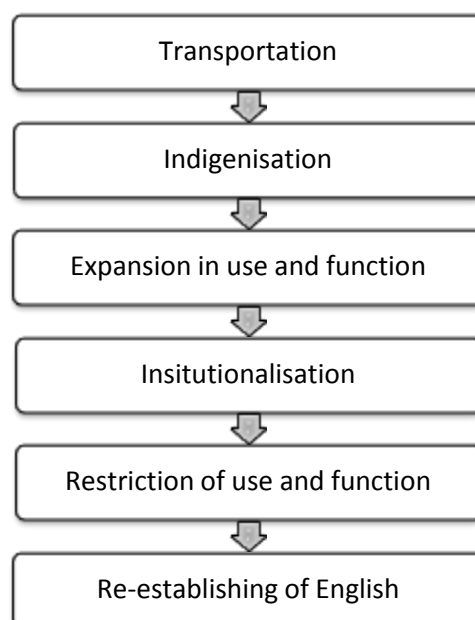 Transportation
Indigenisation
Expansion in use and function
Insitutionalisation
Restriction of use and function
Re-establishing of English